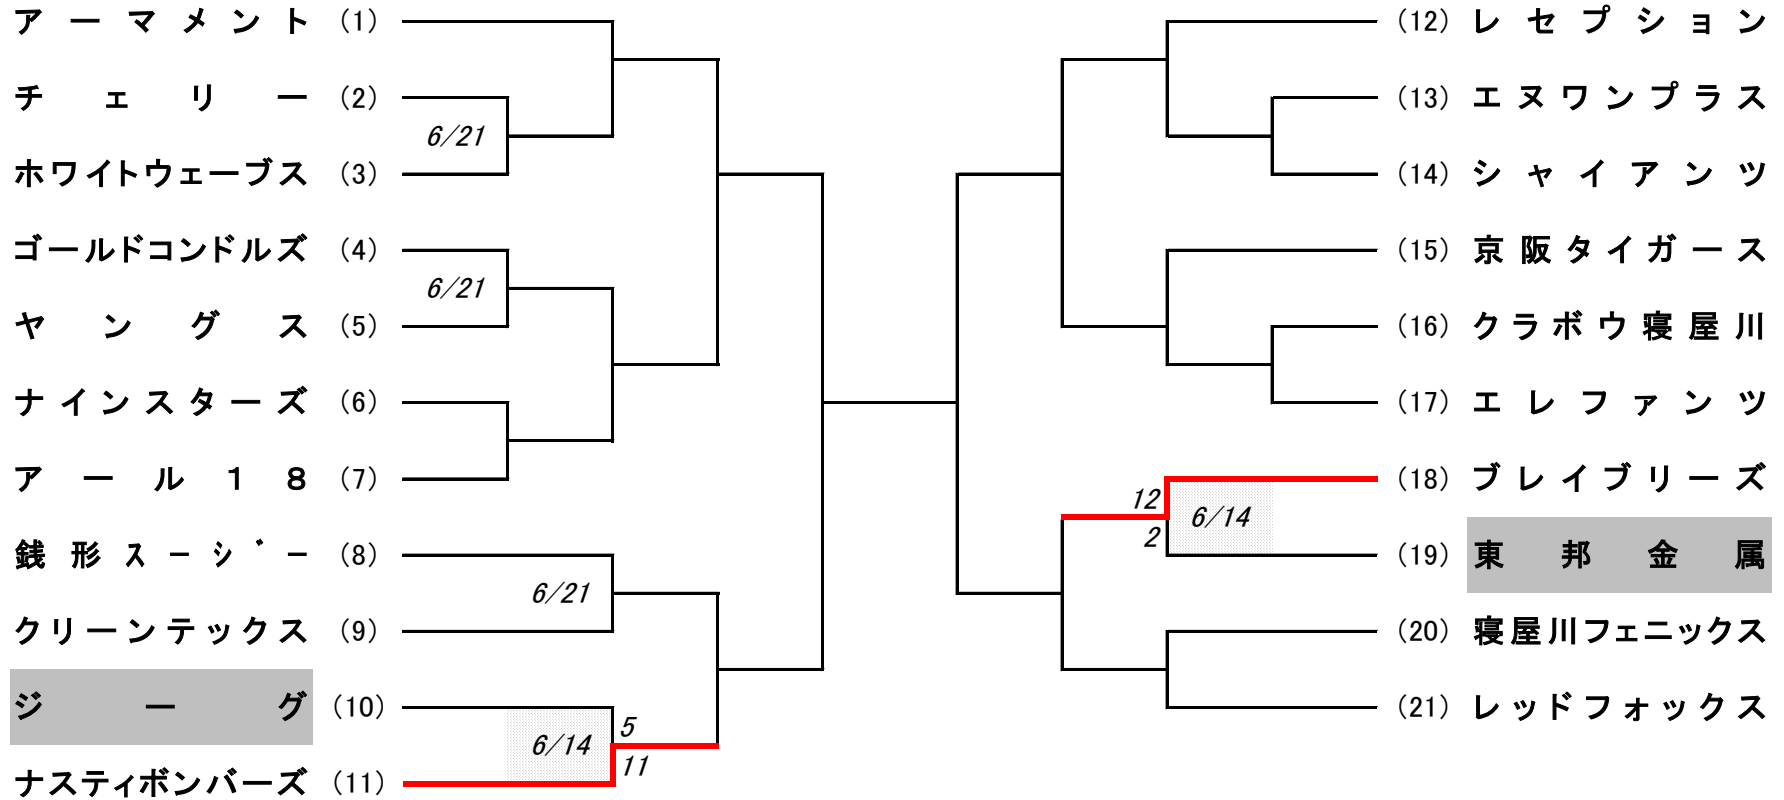 アーマメント (1)
チェリー (2)
6/21
ホワイトウェーブス (3)
ゴールドコンドルズ (4)
6/21
ヤングス (5)
ナインスターズ (6)
アール１８ (7)
銭形スージー (8)
6/21
クリーンテックス (9)
ジーグ (10)
5
6/14
11
ナスティボンバーズ (11)
(12) レセプション
(13) エヌワンプラス
(14) シャイアンツ
(15) 京阪タイガース
(16) クラボウ寝屋川
(17) エレファンツ
(18) ブレイブリーズ
12
6/14
2
(19) 東邦金属
(20) 寝屋川フェニックス
(21) レッドフォックス